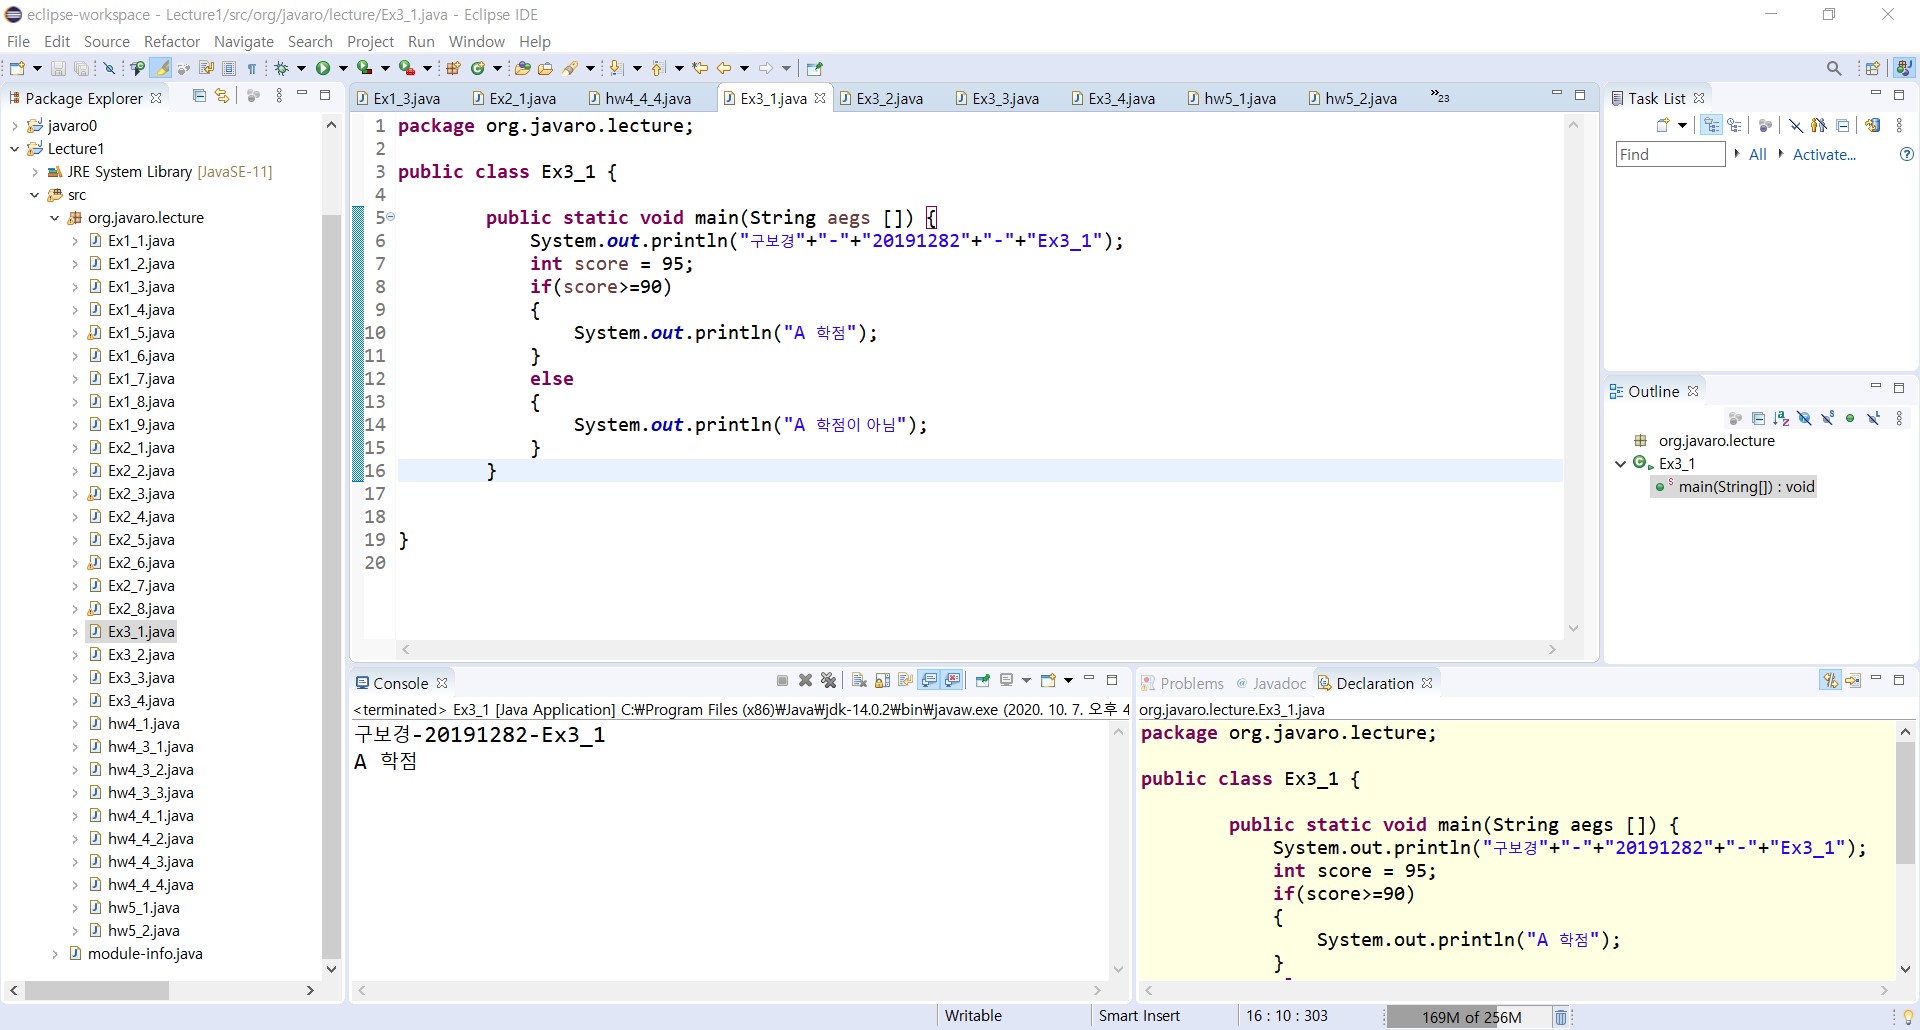 eclipse-workspace - Lecture1/src/org/javaro/lecture/Ex3_1.java - Eclipse IDE
File Edit Source Refactor Navigate Search Project Run Window Help
Package Explorer
javaro0
Lecture1
JRE System Library [JavaSE-11]
src
org.javaro.lecture
Ex1_1.java
Ex1_2.java
Ex1_3.java
Ex1_4.java
Ex1_5.java
Ex1_6.java
Ex1_7.java
Ex1_8.java
Ex1_9.java
Ex2_1.java
Ex2_2.java
Ex2_3.java
Ex2_4.java
Ex2_5.java
Ex2_6.java
Ex2_7.java
Ex2_8.java
Ex3_1.java
Ex3_2.java
Ex3_3.java
Ex3_4.java
hw4_1.java
hw4_3_1.java
hw4_3_2.java
hw4_3_3.java
hw4_4_1.java
hw4_4_2.java
hw4_4_3.java
hw4_4_4.java
hw5_1.java
hw5_2.java
module-info.java
Ex1_3.java Ex2_1.java hw4_4_4.java Ex3_1.java Ex3_2.java Ex3_3.java Ex3_4.java hw5_1.java hw5_2.java »23
1 package org.javaro.lecture;
2
3 public class Ex3_1 {
4
5 public static void main(String aegs []) {
6 System.out.println("구보경"+"-"+"20191282"+"-"+"Ex3_1");
7 int score = 95;
8 if(score>=90)
9 {
10 System.out.println("A 학점");
11 }
12 else
13 {
14 System.out.println("A 학점이 아님");
15 }
16 }
17
18
19 }
20
Task List
Find All Activate...
Outline
org.javaro.lecture
Ex3_1
main(String[]) : void
Console
<terminated> Ex3_1 [Java Application] C:₩Program Files (x86)₩Java₩jdk-14.0.2₩bin₩javaw.exe (2020. 10. 7. 오후 4
구보경-20191282-Ex3_1
A 학점
Problems @ Javadoc Declaration
org.javaro.lecture.Ex3_1.java
package org.javaro.lecture;
public class Ex3_1 {
public static void main(String aegs []) {
System.out.println("구보경"+"-"+"20191282"+"-"+"Ex3_1");
int score = 95;
if(score>=90)
{
System.out.println("A 학점");
}
Writable Smart Insert 16 : 10 : 303 169M of 256M